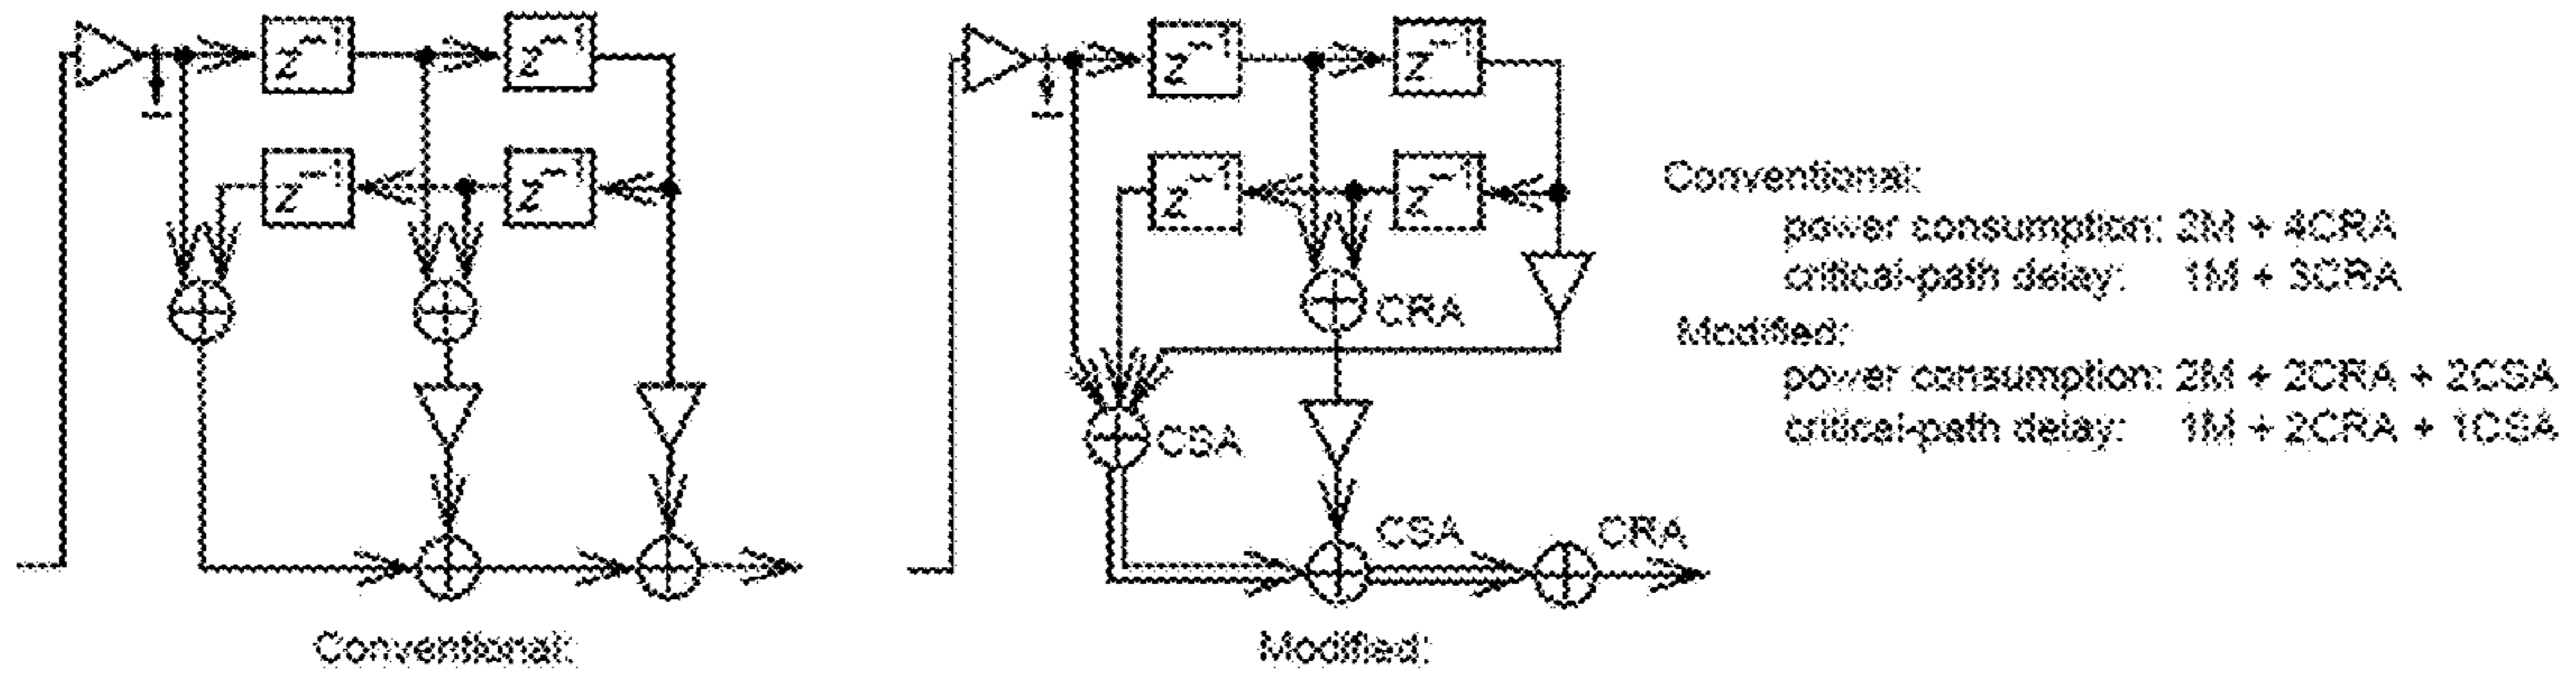 z⁻¹ z⁻¹
z⁻¹ z⁻¹
Conventional:
z⁻¹ z⁻¹
z⁻¹ z⁻¹
CRA
CSA
CSA
CRA
Modified:
Conventional:
power consumption: 2M + 4CRA
critical-path delay: 1M + 3CRA
Modified:
power consumption: 2M + 2CRA + 2CSA
critical-path delay: 1M + 2CRA + 1CSA